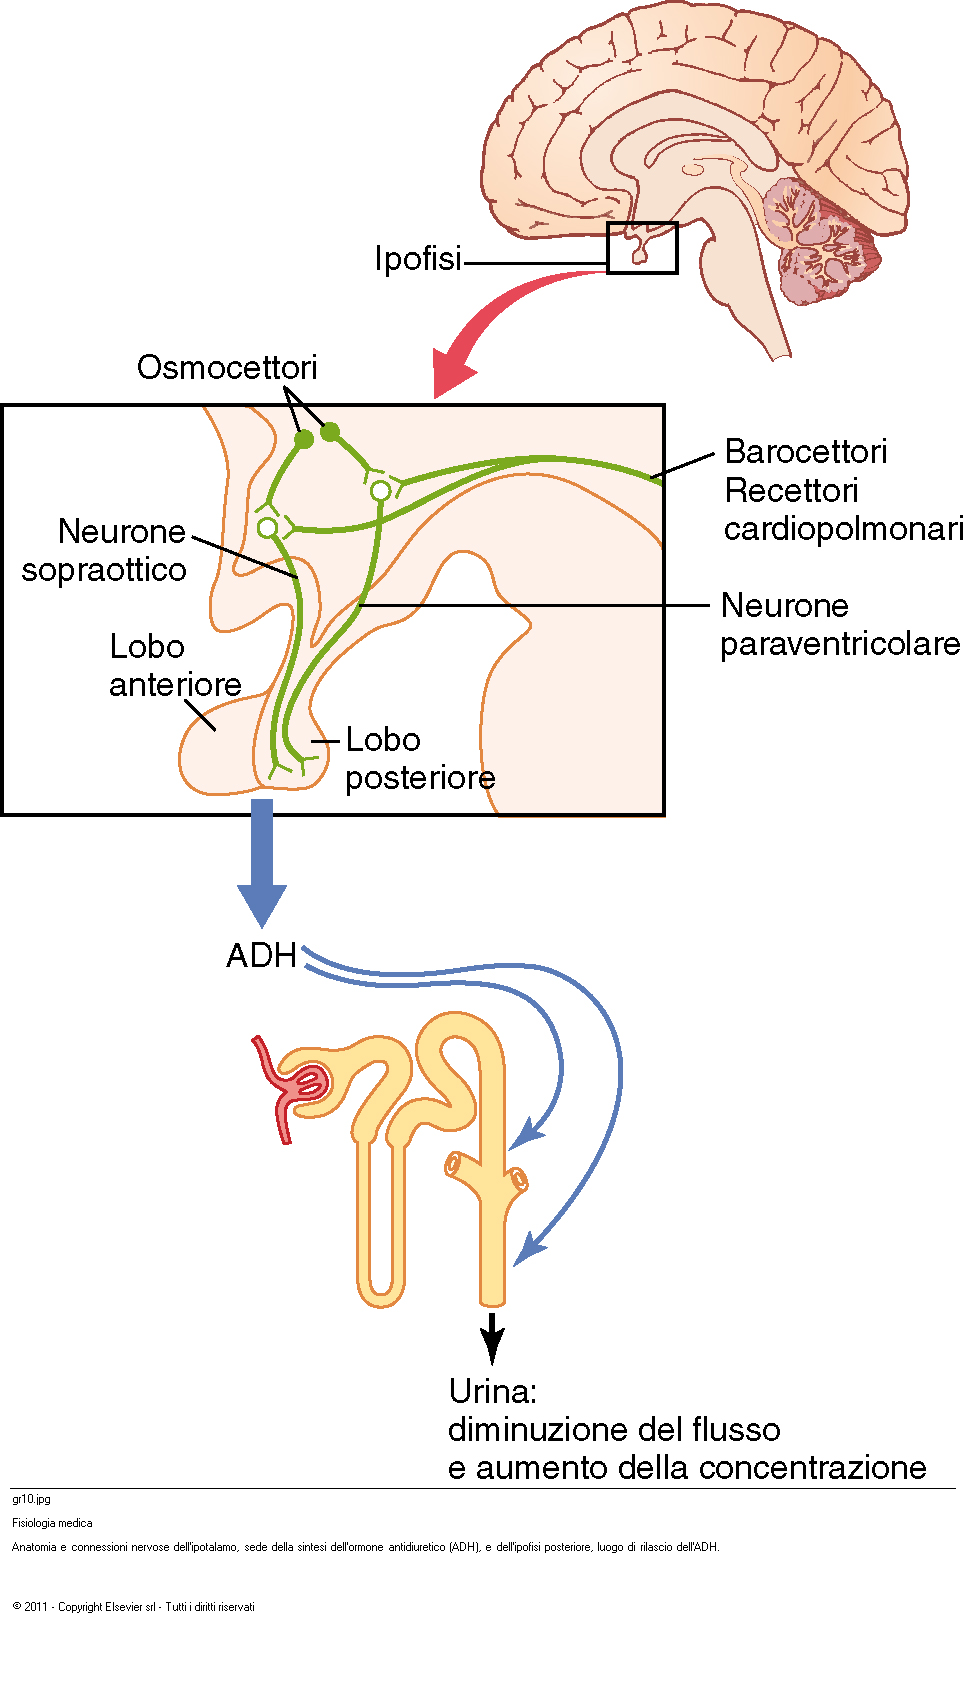 Ipofisi
Osmocettori
Barocettori
Recettori
cardiopolmonari
Neurone
sopraottico
Neurone
paraventricolare
Lobo
anteriore
Lobo
posteriore
ADH
Urina:
diminuzione del flusso
e aumento della concentrazione
gr10.jpg
Fisiologia medica
Anatomia e connessioni nervose dell'ipotalamo, sede della sintesi dell'ormone antidiuretico (ADH), e dell'ipofisi posteriore, luogo di rilascio dell'ADH.
© 2011 - Copyright Elsevier srl - Tutti i diritti riservati